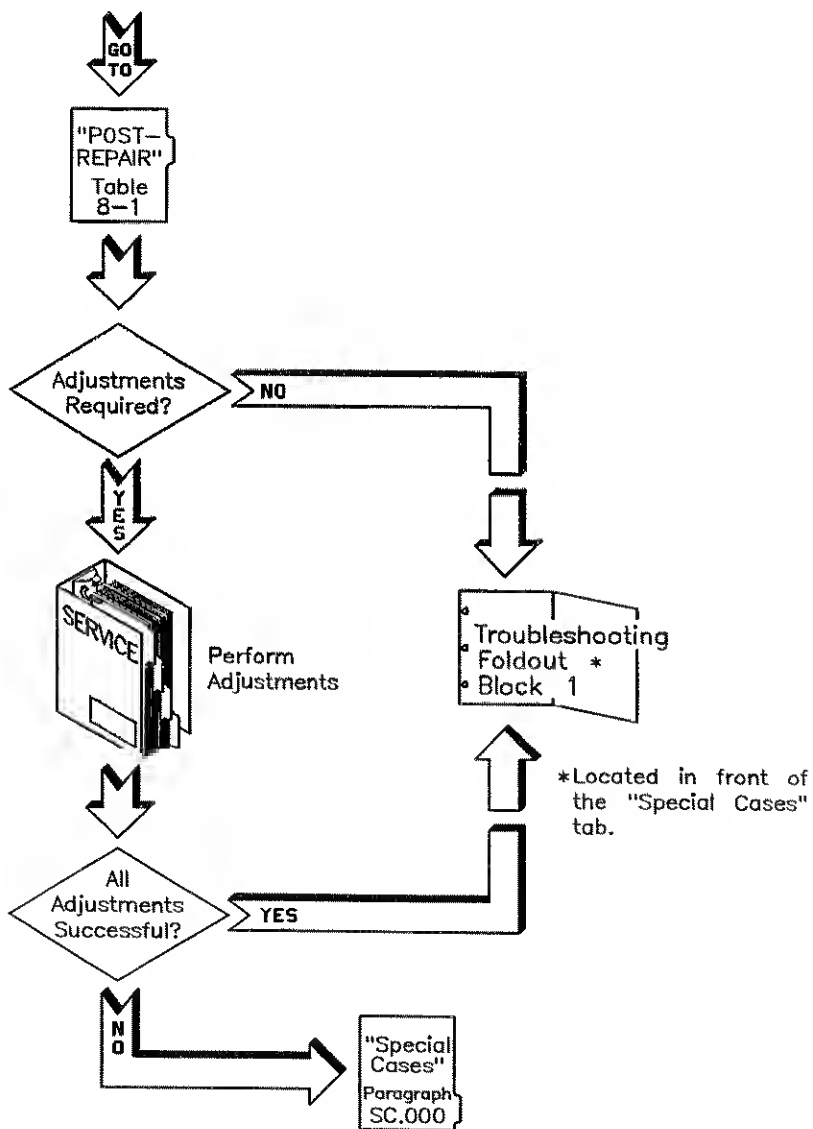 GO
TO
"POST-
REPAIR"
Table
8-1
Adjustments
Required?
NO
YES
SERVICE
Perform
Adjustments
Troubleshooting
Foldout *
Block 1
*Located in front of
the "Special Cases"
tab.
All
Adjustments
Successful?
YES
NO
"Special
Cases"
Paragraph
SC.000